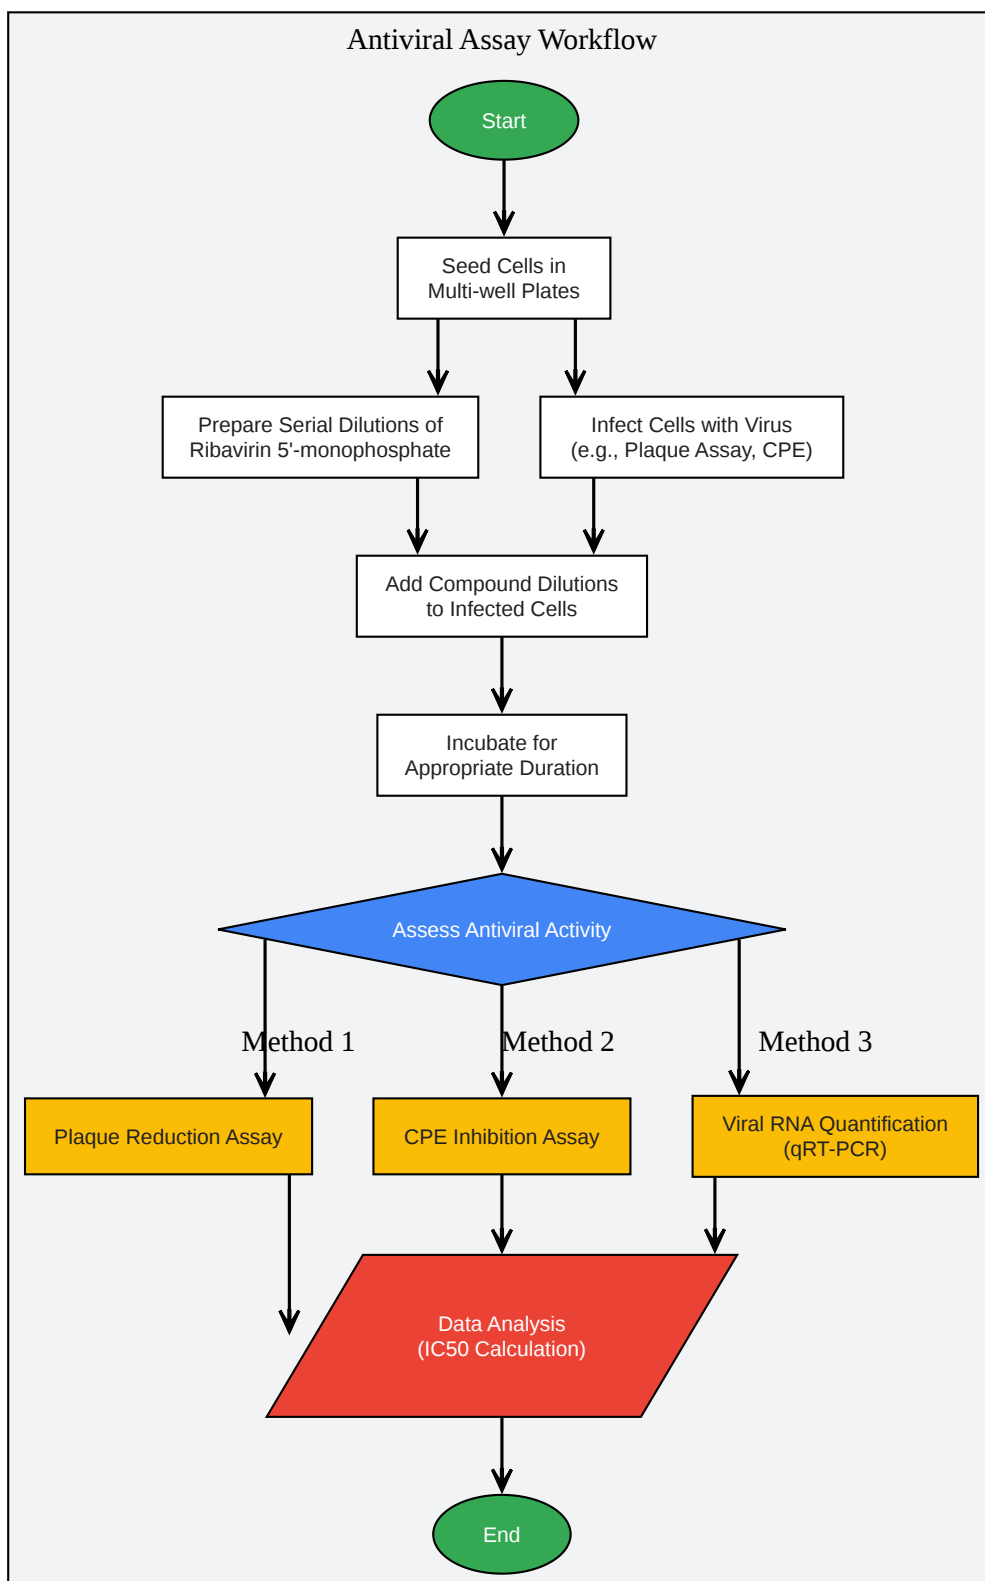 Antiviral Assay Workflow
Start
Seed Cells in
Multi-well Plates
Prepare Serial Dilutions of
Ribavirin 5'-monophosphate
Infect Cells with Virus
(e.g., Plaque Assay, CPE)
Add Compound Dilutions
to Infected Cells
Incubate for
Appropriate Duration
Assess Antiviral Activity
Method 1
Method 2
Method 3
Plaque Reduction Assay
CPE Inhibition Assay
Viral RNA Quantification
(qRT-PCR)
Data Analysis
(IC50 Calculation)
End